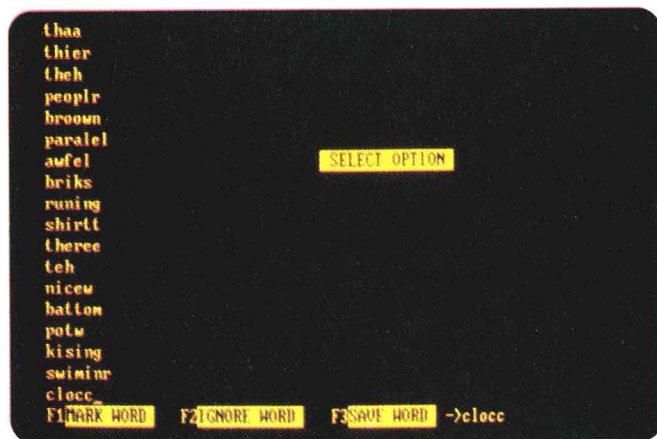 thaa
thier
theh
peoplr
broown
paralel
awfel
SELECT OPTION
briks
runing
shirtt
theree
teh
nicew
battom
potw
kising
swiminr
clocc_
F1 MARK WORD F2 IGNORE WORD F3 SAVE WORD ->clocc